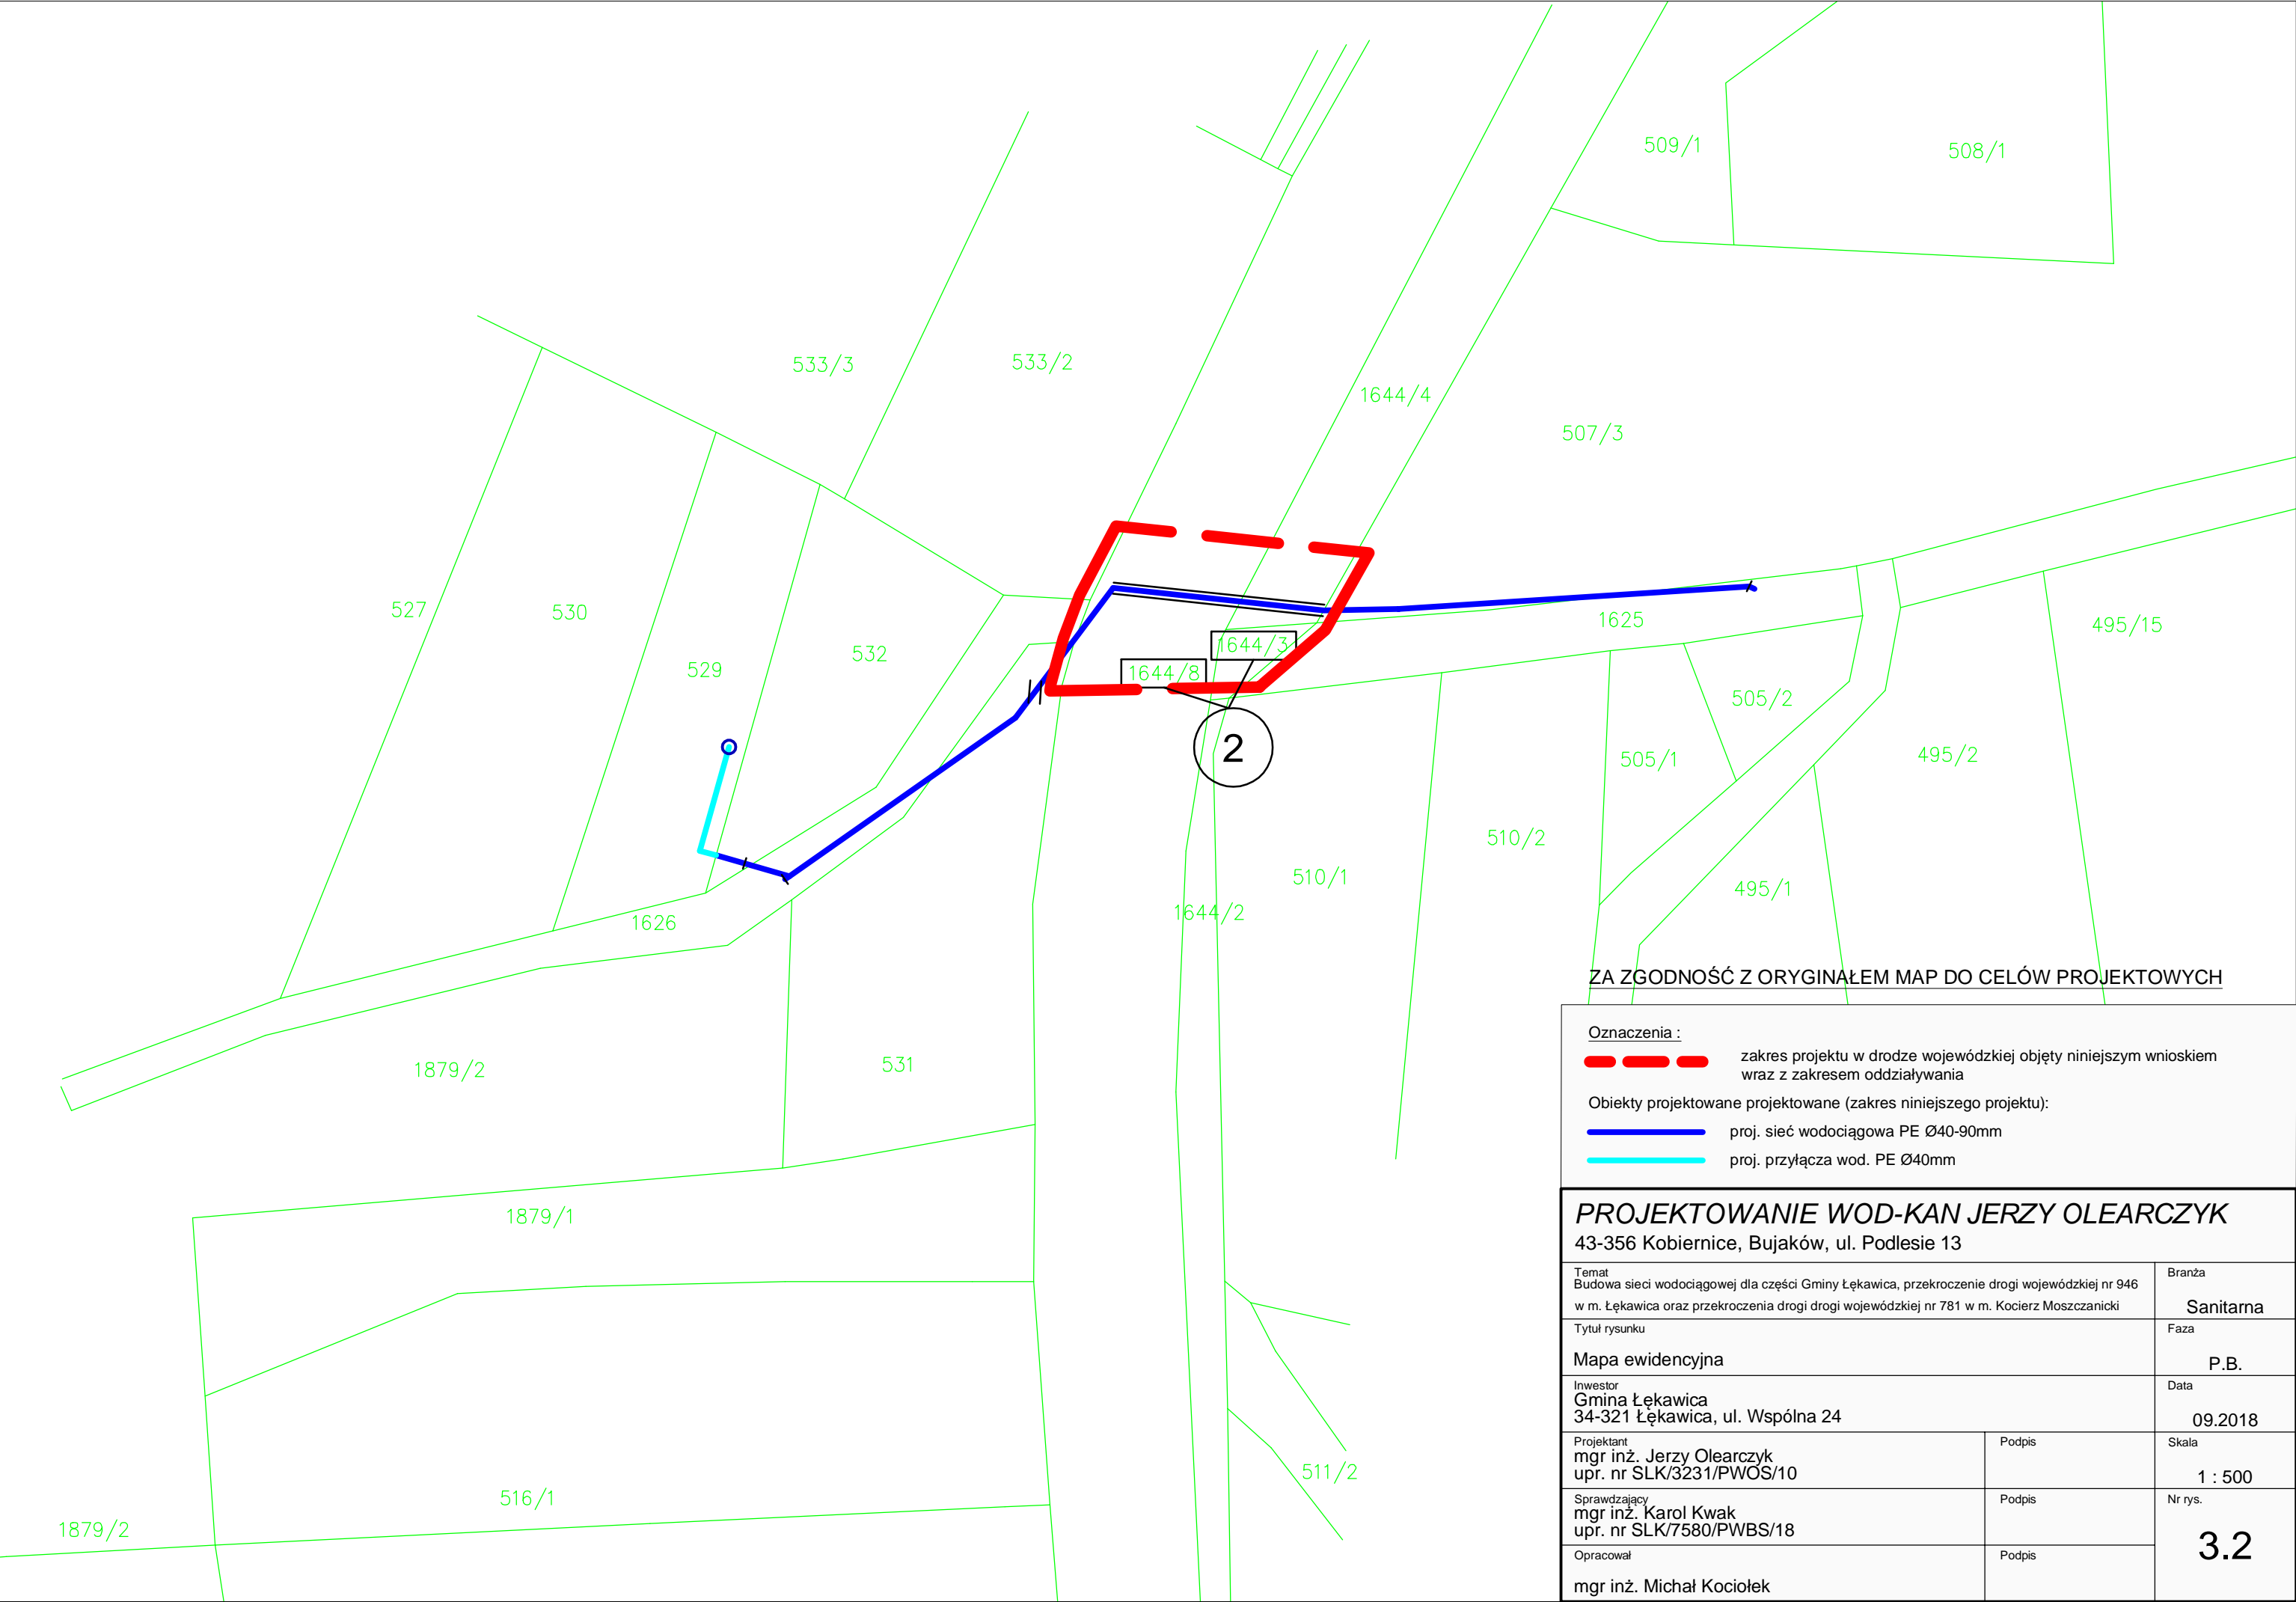 509/1
508/1
533/3
533/2
1644/4
507/3
527
530
529
532
1644/3
1644/8
1625
495/15
505/2
505/1
495/2
2
510/2
510/1
495/1
1626
1644/2
1879/2
531
1879/1
516/1
511/2
1879/2
ZA ZGODNOŚĆ Z ORYGINAŁEM MAP DO CELÓW PROJEKTOWYCH
Oznaczenia :
zakres projektu w drodze wojewódzkiej objęty niniejszym wnioskiem
wraz z zakresem oddziaływania
Obiekty projektowane projektowane (zakres niniejszego projektu):
proj. sieć wodociągowa PE Ø40-90mm
proj. przyłącza wod. PE Ø40mm
PROJEKTOWANIE WOD-KAN JERZY OLEARCZYK
43-356 Kobiernice, Bujaków, ul. Podlesie 13
Temat
Budowa sieci wodociągowej dla części Gminy Łękawica, przekroczenie drogi wojewódzkiej nr 946
w m. Łękawica oraz przekroczenia drogi drogi wojewódzkiej nr 781 w m. Kocierz Moszczanicki
Branża
Sanitarna
Tytuł rysunku
Mapa ewidencyjna
Faza
P.B.
Inwestor
Gmina Łękawica
34-321 Łękawica, ul. Wspólna 24
Data
09.2018
Projektant
mgr inż. Jerzy Olearczyk
upr. nr SLK/3231/PWOS/10
Podpis
Skala
1 : 500
Sprawdzający
mgr inż. Karol Kwak
upr. nr SLK/7580/PWBS/18
Podpis
Nr rys.
3.2
Opracował
mgr inż. Michał Kociołek
Podpis